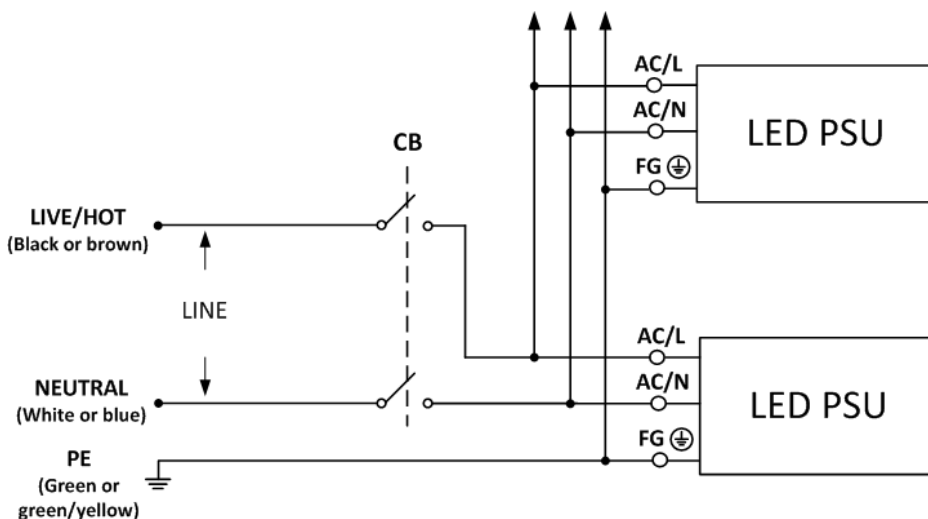 AC/L
AC/N
LED PSU
FG
CB
LIVE/HOT
(Black or brown)
LINE
NEUTRAL
(White or blue)
PE
(Green or
green/yellow)
AC/L
AC/N
LED PSU
FG